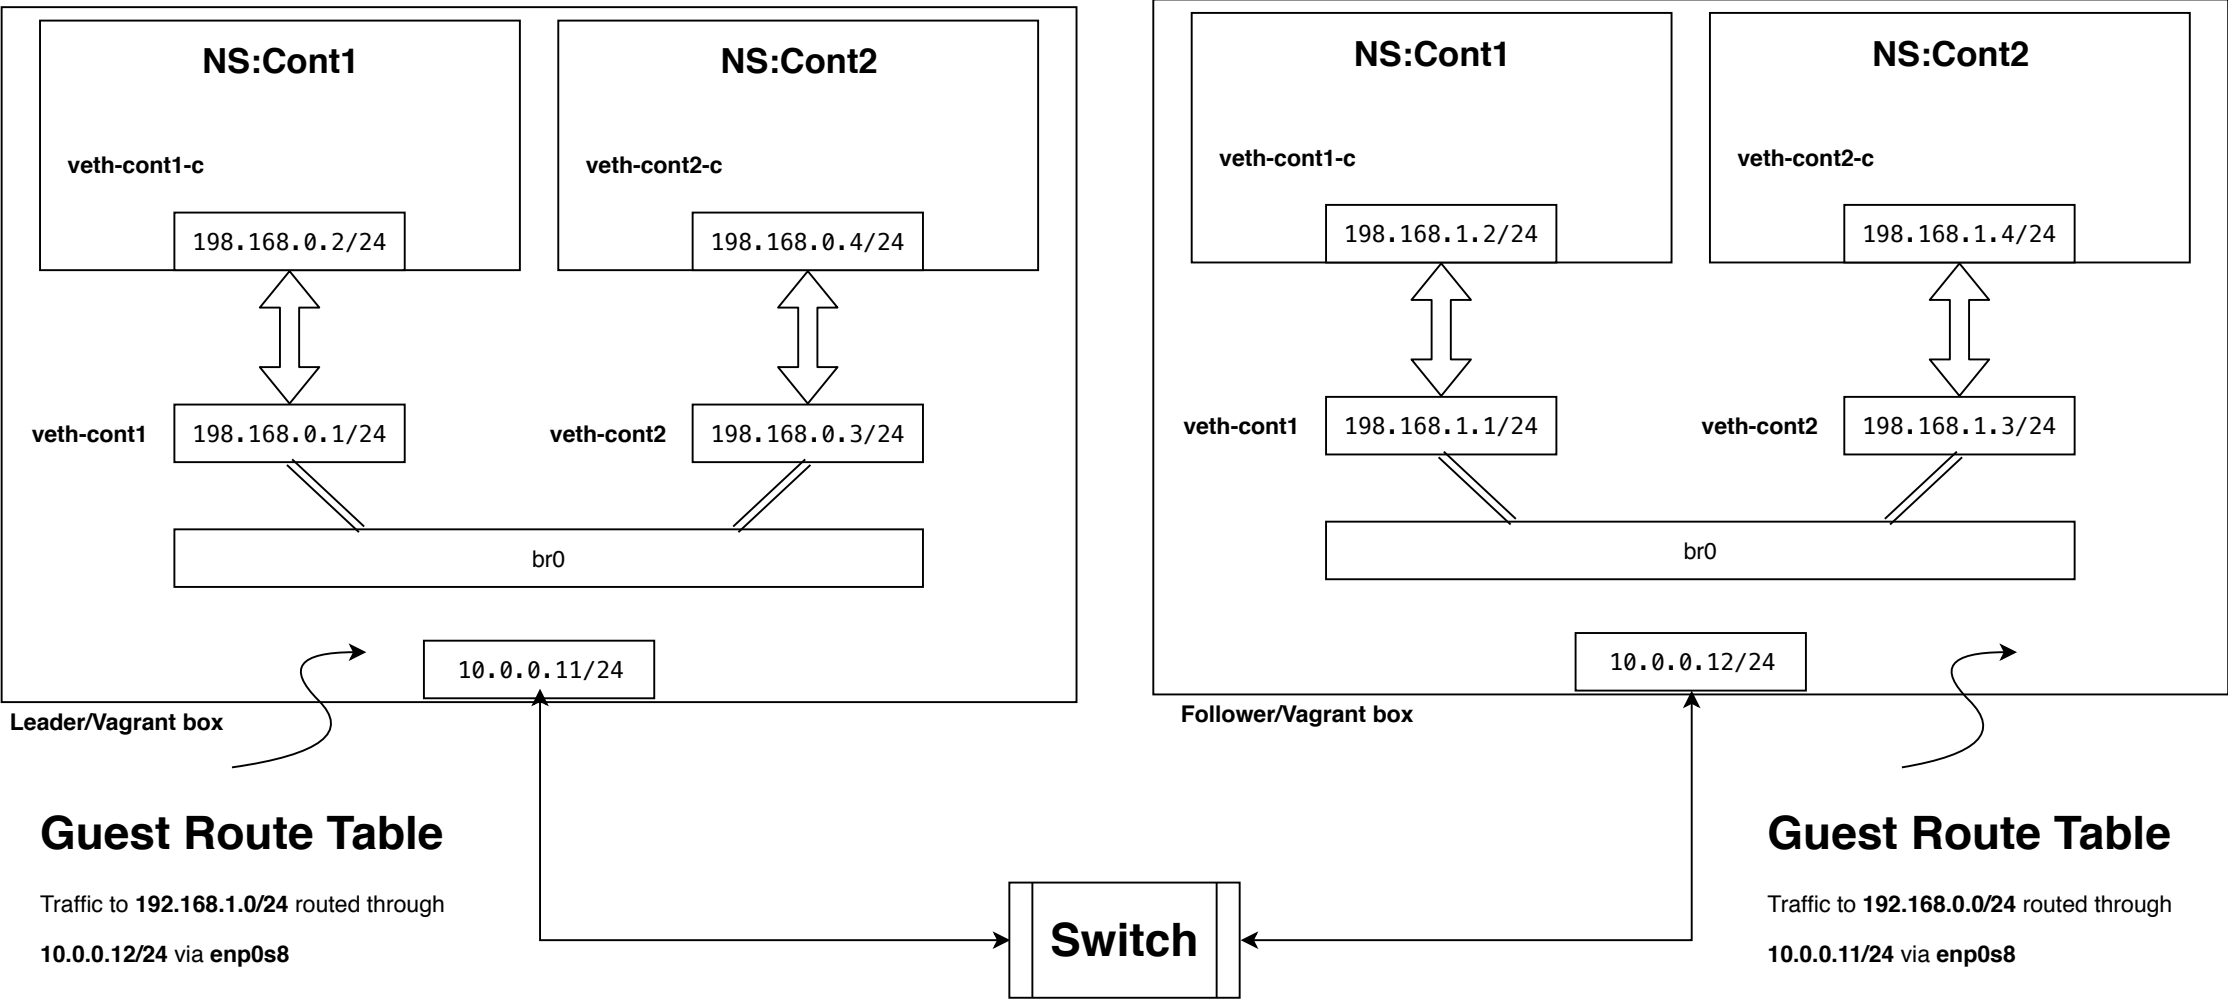 NS:Cont1
veth-cont1-c
198.168.0.2/24
NS:Cont2
veth-cont2-c
198.168.0.4/24
veth-cont1
198.168.0.1/24
veth-cont2
198.168.0.3/24
br0
10.0.0.11/24
Leader/Vagrant box
NS:Cont1
veth-cont1-c
198.168.1.2/24
NS:Cont2
veth-cont2-c
198.168.1.4/24
veth-cont1
198.168.1.1/24
veth-cont2
198.168.1.3/24
br0
10.0.0.12/24
Follower/Vagrant box
Guest Route Table
Traffic to 192.168.1.0/24 routed through
10.0.0.12/24 via enp0s8
Switch
Guest Route Table
Traffic to 192.168.0.0/24 routed through
10.0.0.11/24 via enp0s8